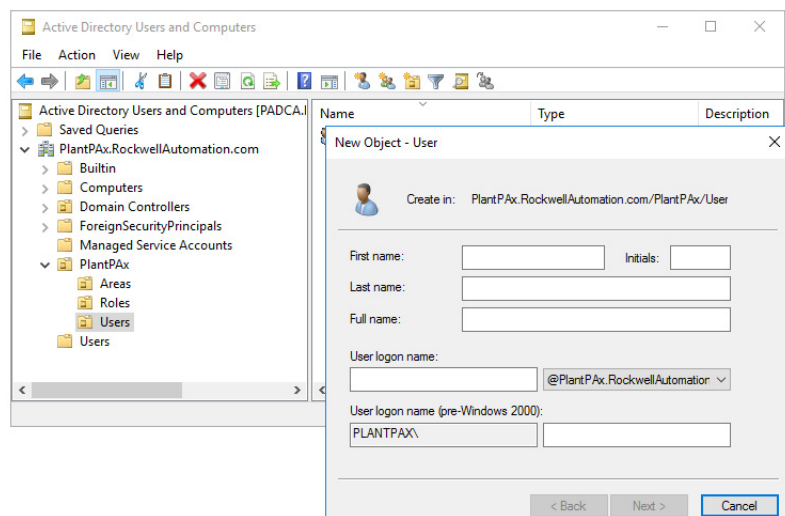 Active Directory Users and Computers
File Action View Help
Active Directory Users and Computers [PADCA.
Saved Queries
PlantPAx.RockwellAutomation.com
Builtin
Computers
Domain Controllers
ForeignSecurityPrincipals
Managed Service Accounts
PlantPAx
Areas
Roles
Users
Users
Name Type Description
New Object - User
Create in: PlantPAx.RockwellAutomation.com/PlantPAx/User
First name: Initials:
Last name:
Full name:
User logon name:
@PlantPAx.RockwellAutomation
User logon name (pre-Windows 2000):
PLANTPAX\
< Back Next > Cancel